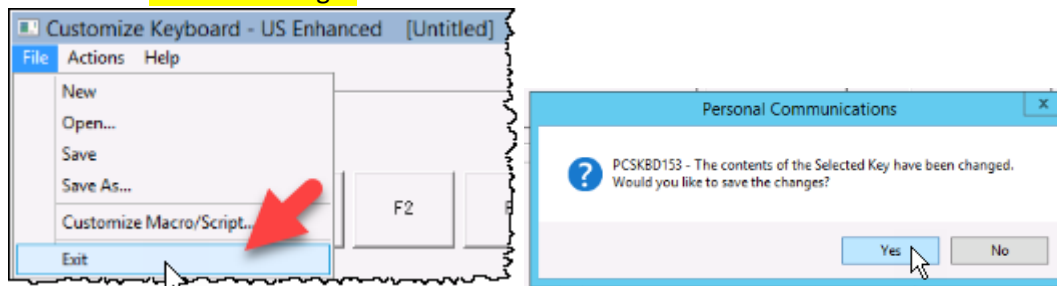 Customize Keyboard - US Enhanced [Untitled]
File Actions Help
New
Open...
Save
Save As...
Customize Macro/Script...
Exit
F2
Personal Communications
x
PCSKBD153 - The contents of the Selected Key have been changed.
Would you like to save the changes?
Yes No